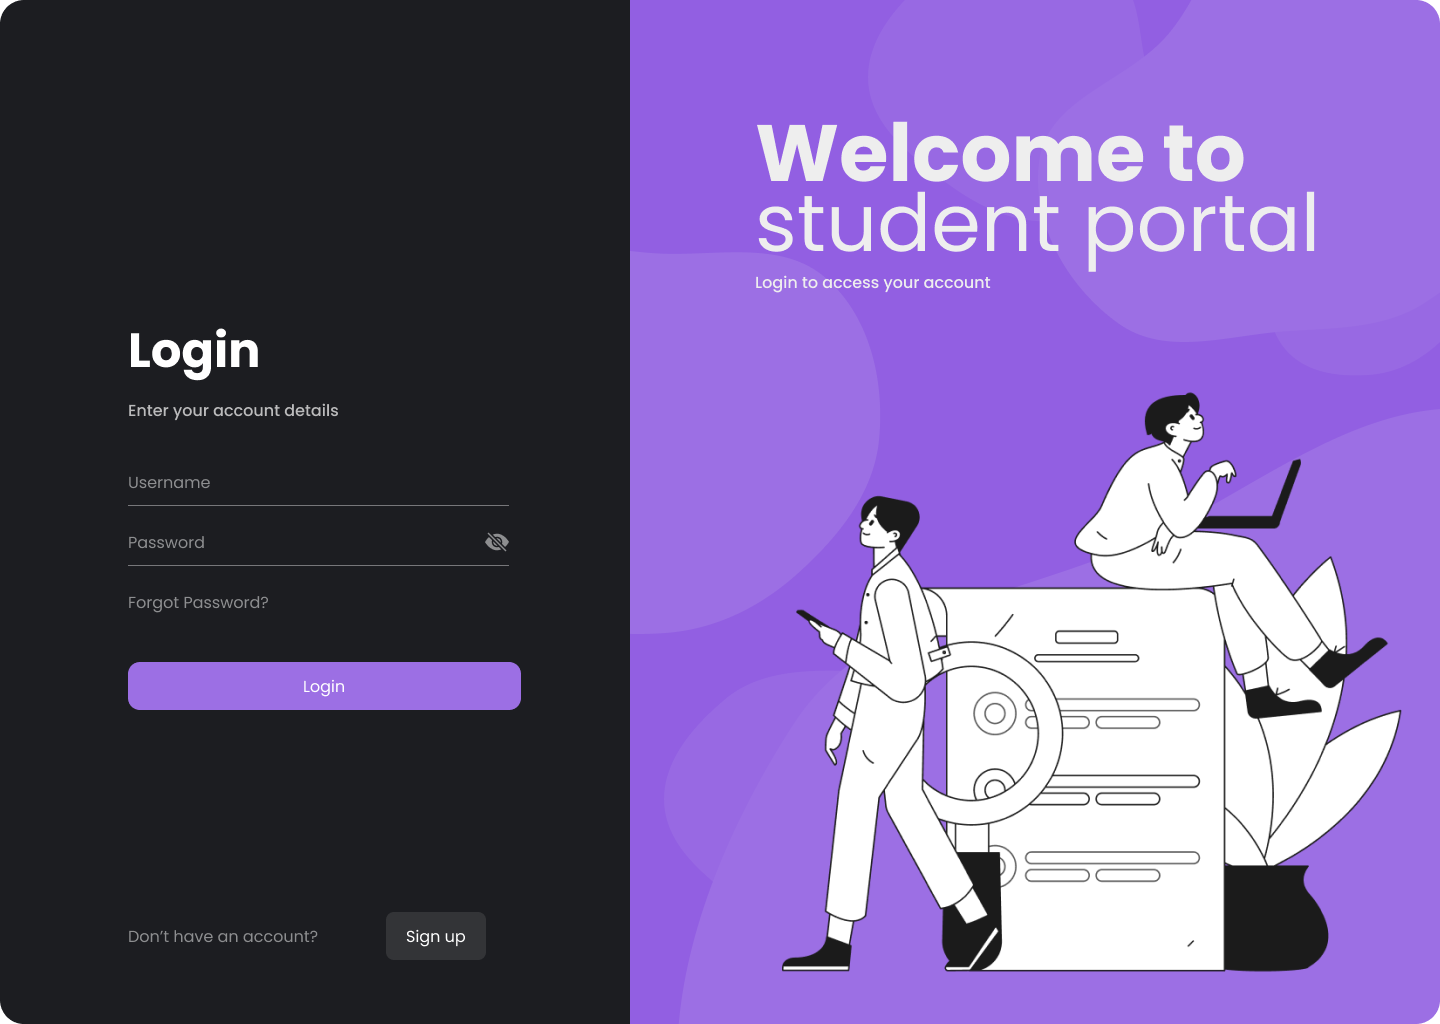 Login
Enter your account details
Username
Password
Forgot Password?
Login
Don’t have an account?
Sign up
Welcome to
student portal
Login to access your account